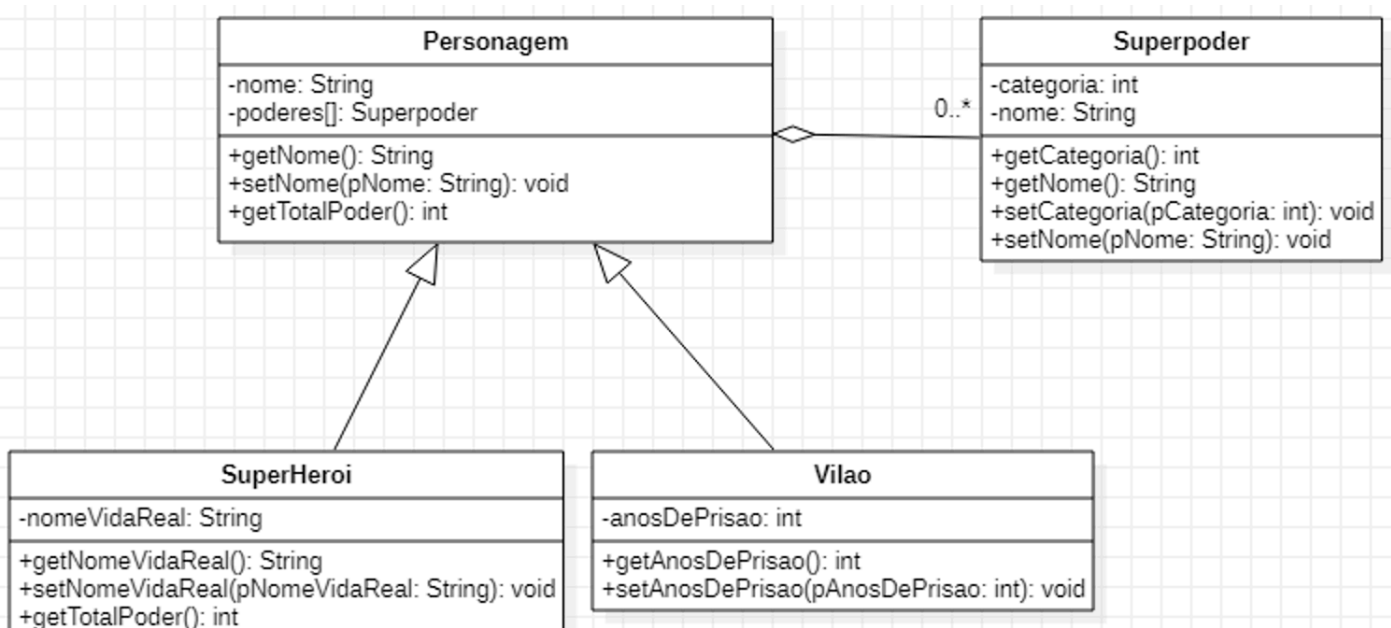 Personagem
-nome: String
-poderes[]: Superpoder
+getNome(): String
+setNome(pNome: String): void
+getTotalPoder(): int
0..*
Superpoder
-categoria: int
-nome: String
+getCategoria(): int
+getNome(): String
+setCategoria(pCategoria: int): void
+setNome(pNome: String): void
SuperHeroi
-nomeVidaReal: String
+getNomeVidaReal(): String
+setNomeVidaReal(pNomeVidaReal: String): void
+getTotalPoder(): int
Vilao
-anosDePrisao: int
+getAnosDePrisao(): int
+setAnosDePrisao(pAnosDePrisao: int): void